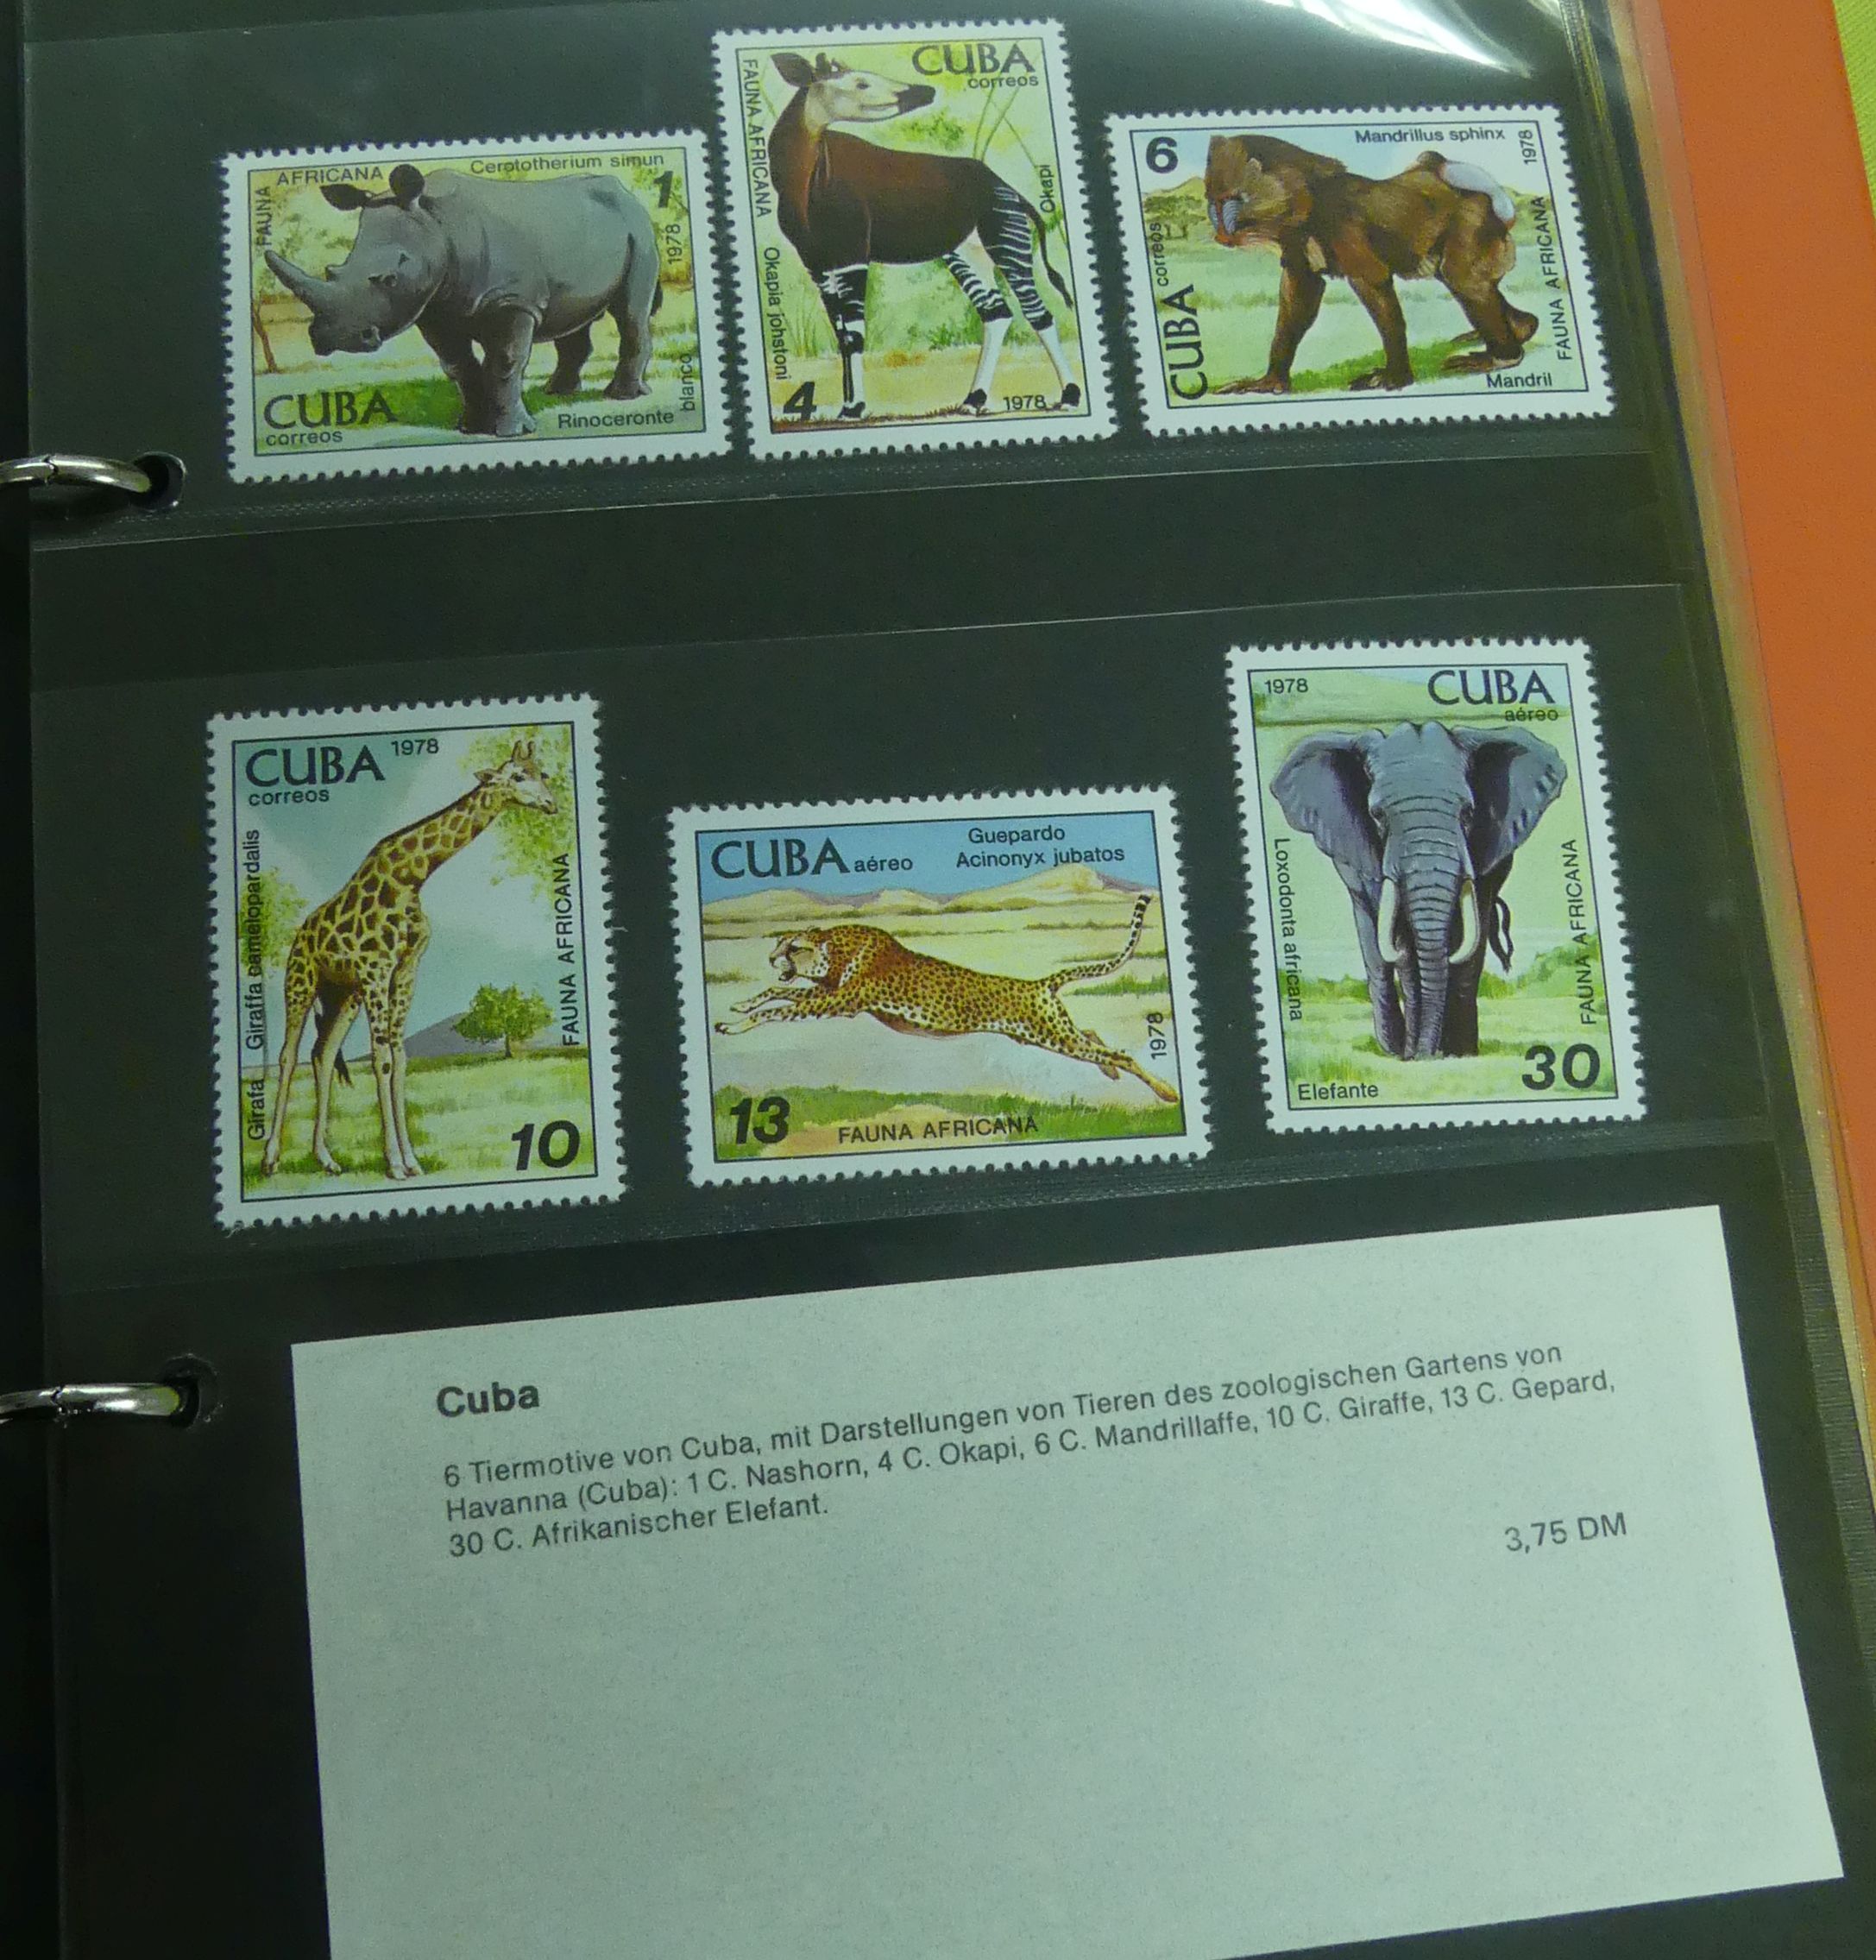 FAUNA AFRICANA
Cerototherium simun
1
1978
CUBA
correos
Rinoceronte blanco
CUBA
correos
FAUNA AFRICANA
Okapi
Okapia johstoni
4
1978
6
Mandrillus sphinx
1978
CUBA correos
FAUNA AFRICANA
Mandril
CUBA 1978
correos
Girafa Giraffa camelopardalis
FAUNA AFRICANA
10
CUBA aéreo
Guepardo
Acinonyx jubatos
1978
13
FAUNA AFRICANA
1978
CUBA
aéreo
Loxodonta africana
FAUNA AFRICANA
30
Elefante
Cuba
6 Tiermotive von Cuba, mit Darstellungen von Tieren des zoologischen Gartens von
Havanna (Cuba): 1 C. Nashorn, 4 C. Okapi, 6 C. Mandrillaffe, 10 C. Giraffe, 13 C. Gepard,
30 C. Afrikanischer Elefant.
3,75 DM